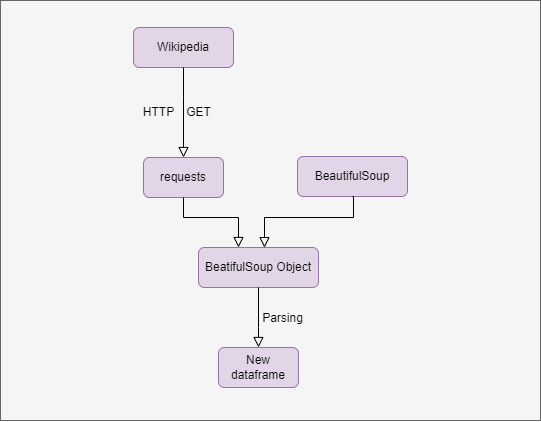 Wikipedia
HTTP GET
requests
BeautifulSoup
BeatifulSoup Object
Parsing
New
dataframe